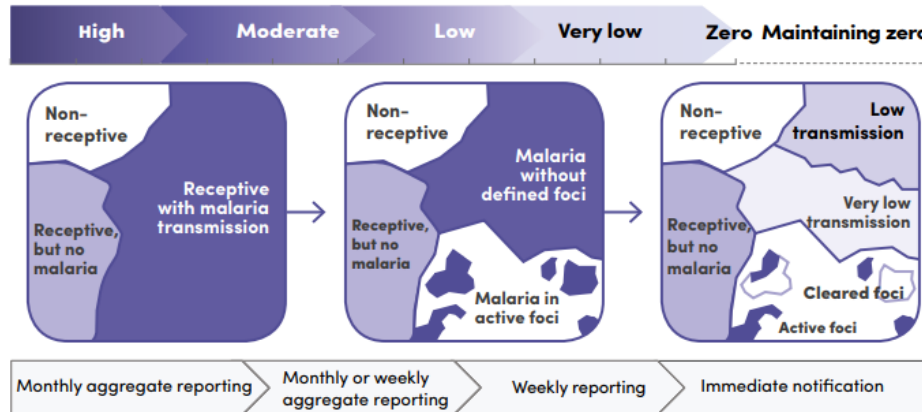 High Moderate Low Very low Zero Maintaining zero
Non-
receptive
Receptive
with malaria
transmission
Receptive,
but no
malaria
Non-
receptive
Malaria
without
defined foci
Receptive,
but no
malaria
Malaria in
active foci
Non-
receptive
Low
transmission
Very low
transmission
Receptive,
but no
malaria
Cleared foci
Active foci
Monthly aggregate reporting
Monthly or weekly
aggregate reporting
Weekly reporting
Immediate notification